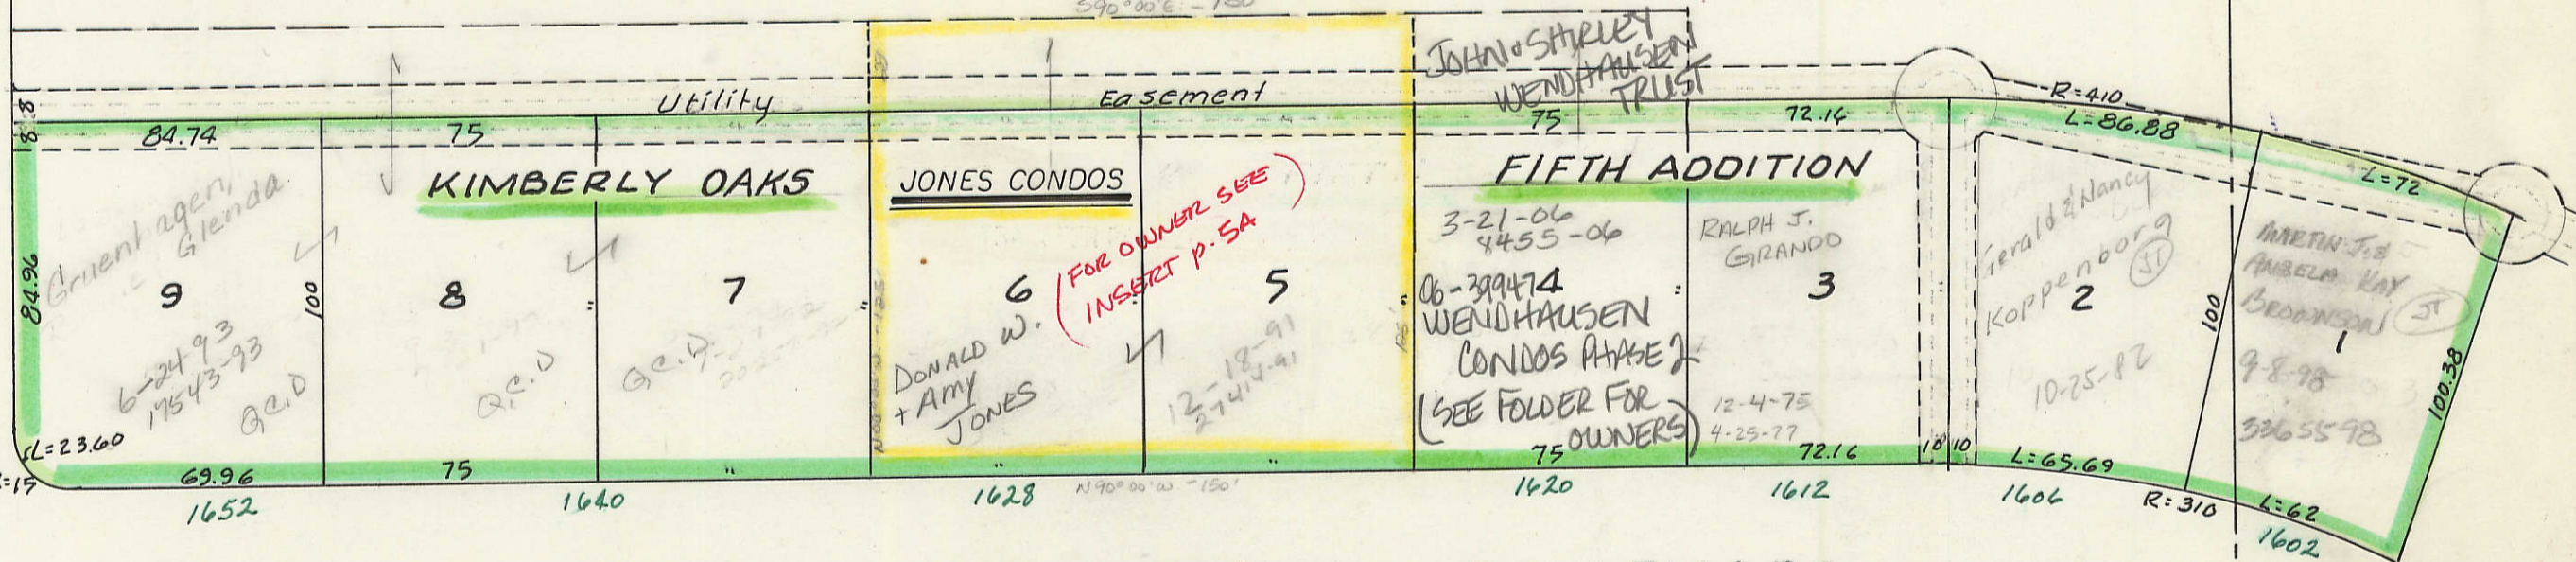 S90°00'E - 150'
JOHN & SHIRLEY
WENDHAUSEN
TRUST
Utility Easement
R=410
L=86.88
L=72
8 8
84.74
75
75
72.16
KIMBERLY OAKS
JONES CONDOS
FIFTH ADDITION
(FOR OWNER SEE
INSERT P. 5A)
Gruenhagen,
Glenda
84.96
9
100
6-24-93
17543-93
Q.C.D
8
Q.C.D
7
Q.C.D.
6
DONALD W.
+ AMY
JONES
5
12-18-91
27414-91
3-21-06
8455-06
06-399474
WENDHAUSEN
CONDOS PHASE 2
(SEE FOLDER FOR
OWNERS)
RALPH J.
GRANDO
3
12-4-75
4-25-77
Gerald & Nancy
Koppenborg
JT
2
10-25-82
100
MARTIN J. &
ANGELA KAY
BROWNSON
JT
1
9-8-98
33655 98
100.38
L=23.60
=15
69.96
75
"
"
"
75
72.16
10 10
L=65.69
R=310
L=62
N90°00'W - 150'
1652
1640
1628
1620
1612
1606
1602